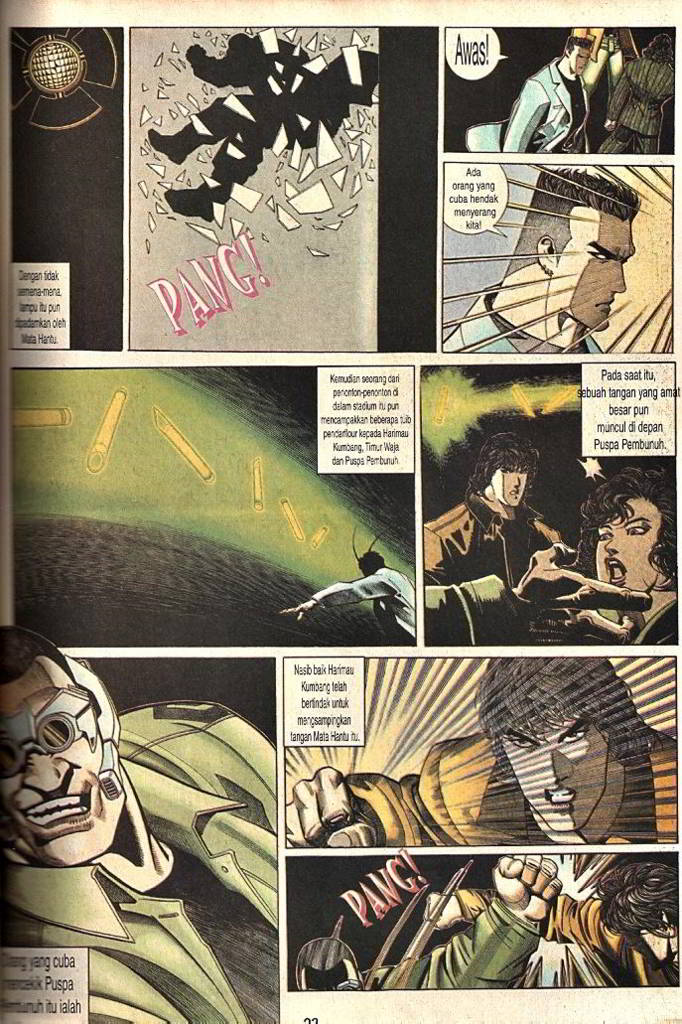 Dengan tidak
semena-mena,
lampu itu pun
dipadamkan oleh
Mata Hantu.
PANG!
Awas!
Ada
orang yang
cuba hendak
menyerang
kita!
Kemudian seorang dari
penonton-penonton di
dalam stadium itu pun
mencampakkan beberapa tiub
pendarflour kepada Harimau
Kumbang, Timur Waja
dan Puspa Pembunuh.
Pada saat itu,
sebuah tangan yang amat
besar pun
muncul di depan
Puspa Pembunuh.
Orang yang cuba
mencekik Puspa
Pembunuh itu ialah
Nasib baik Harimau
Kumbang telah
bertindak untuk
mengsampingkan
tangan Mata Hantu itu.
PANG!